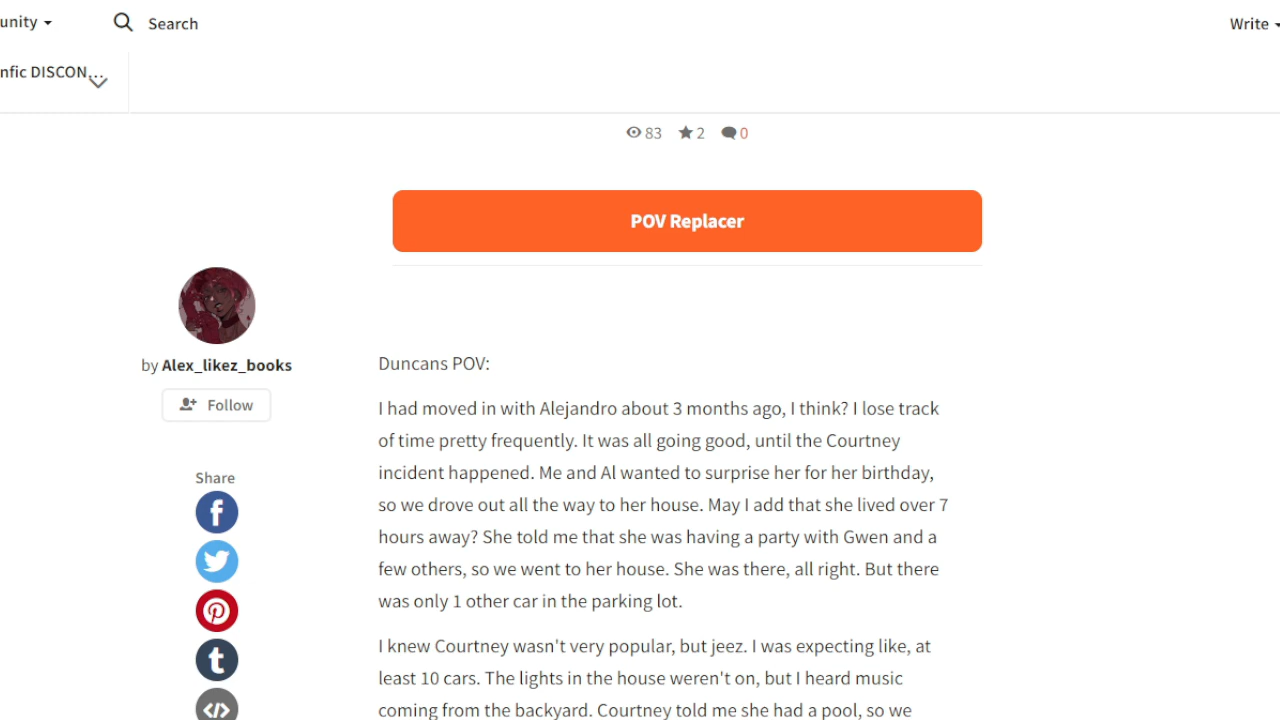 unity
Search
Write
nfic DISCON...
83
2
0
POV Replacer
by Alex_likez_books
Follow
Share
Duncans POV:
I had moved in with Alejandro about 3 months ago, I think? I lose track
of time pretty frequently. It was all going good, until the Courtney
incident happened. Me and Al wanted to surprise her for her birthday,
so we drove out all the way to her house. May I add that she lived over 7
hours away? She told me that she was having a party with Gwen and a
few others, so we went to her house. She was there, all right. But there
was only 1 other car in the parking lot.
I knew Courtney wasn't very popular, but jeez. I was expecting like, at
least 10 cars. The lights in the house weren't on, but I heard music
coming from the backyard. Courtney told me she had a pool, so we